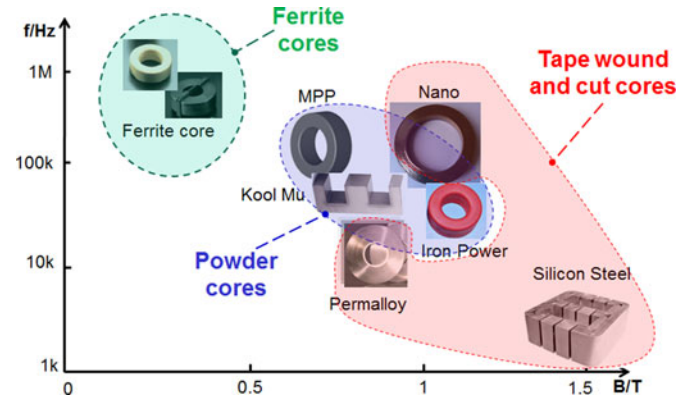 f/Hz
Ferrite
cores
1M
Ferrite core
MPP
Nano
Tape wound
and cut cores
100k
Kool Mu
Iron-Power
Powder
cores
10k
Permalloy
Silicon Steel
1k
0
0.5
1
1.5
B/T